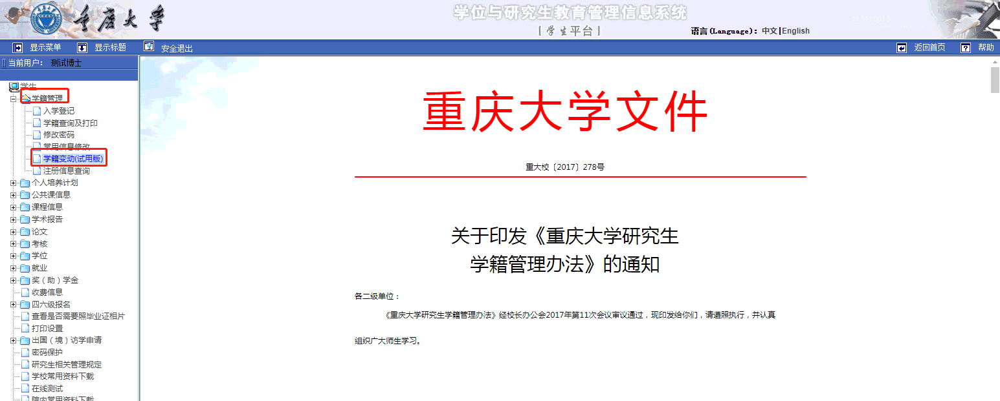 重庆大学
学位与研究生教育管理信息系统
[ 学生平台 ]
语言(Language): 中文|English
110110010
显示菜单 显示标题 安全退出 返回首页 帮助
当前用户: 测试博士
学生
学籍管理
入学登记
学籍查询及打印
修改密码
常用信息修改
学籍变动(试用版)
注册信息查询
个人培养计划
公共课信息
课程信息
学术报告
论文
考核
学位
就业
奖(助)学金
收费信息
四六级报名
查看是否需要照毕业证相片
打印设置
出国(境)访学申请
密码保护
研究生相关管理规定
学校常用资料下载
在线测试
院内常用资料下载
重庆大学文件
重大校〔2017〕278号
关于印发《重庆大学研究生
学籍管理办法》的通知
各二级单位:
《重庆大学研究生学籍管理办法》经校长办公会2017年第11次会议审议通过,现印发给你们,请遵照执行,并认真
组织广大师生学习。